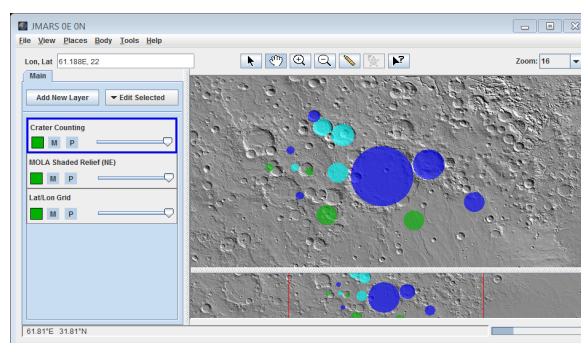 JMARS 0E 0N
File View Places Body Tools Help
Lon, Lat 61.188E, 22
Zoom: 16
Main
Add New Layer Edit Selected
Crater Counting
M P
MOLA Shaded Relief (NE)
M P
Lat/Lon Grid
M P
61.81°E 31.81°N